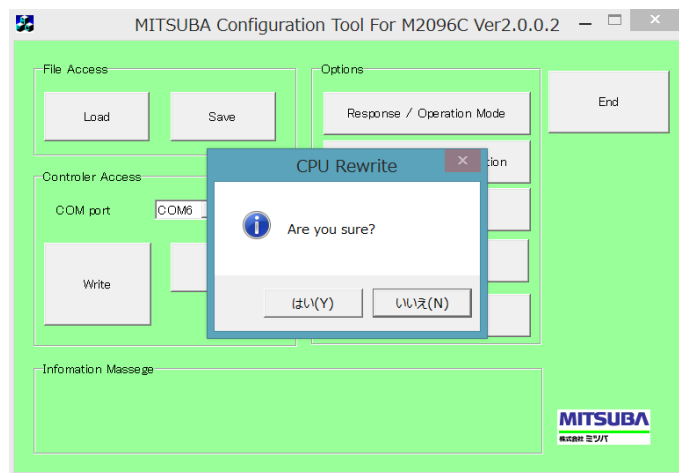 MITSUBA Configuration Tool For M2096C Ver2.0.0.2
File Access
Load
Save
Options
Response / Operation Mode
tion
End
Controler Access
COM port
COM6
Write
CPU Rewrite
Are you sure?
はい(Y)
いいえ(N)
Infomation Massege
MITSUBA
株式会社 ミツバ